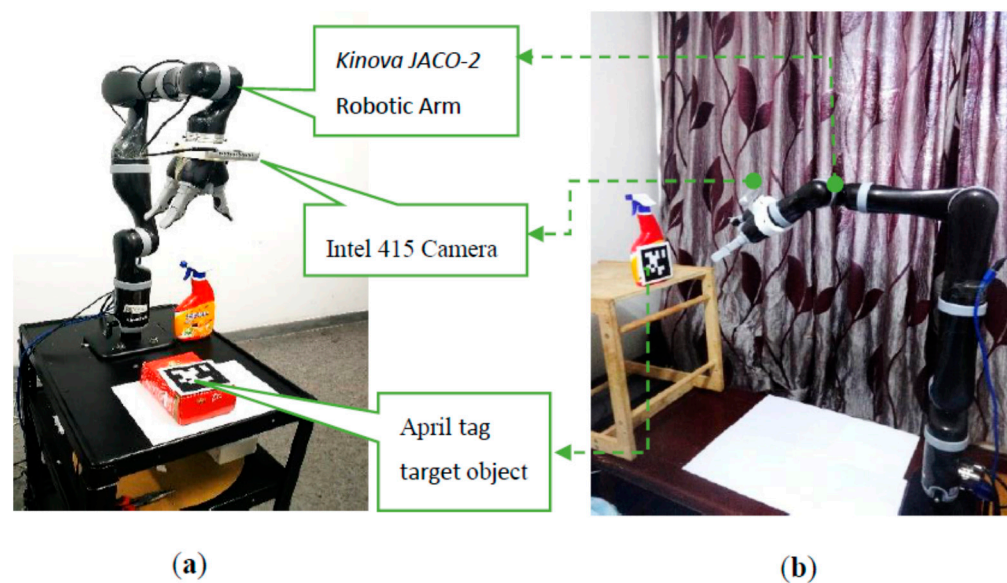 Kinova JACO-2
Robotic Arm
Intel 415 Camera
April tag
target object
(a)
(b)